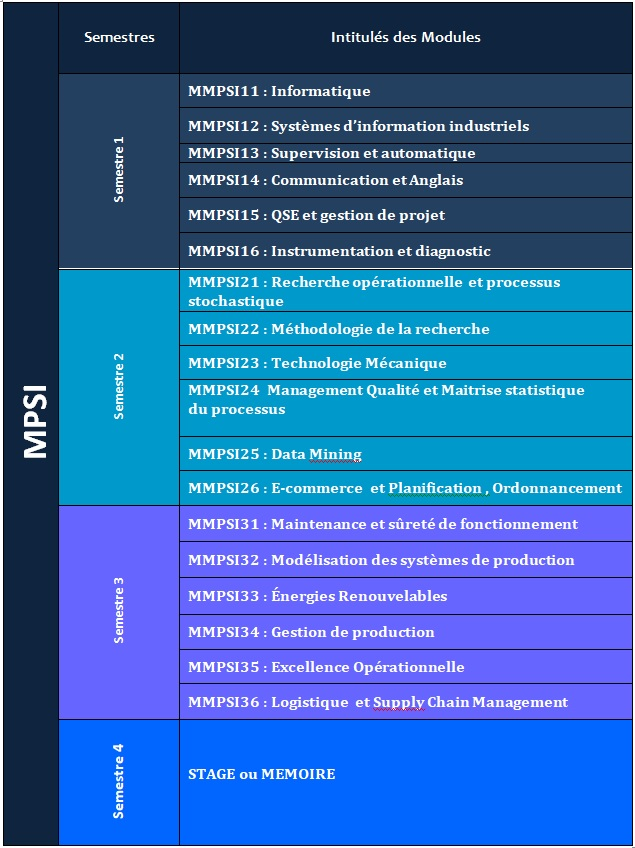 MPSI
Semestres
Intitulés des Modules
Semestre 1
MMPSI11 : Informatique
MMPSI12 : Systèmes d’information industriels
MMPSI13 : Supervision et automatique
MMPSI14 : Communication et Anglais
MMPSI15 : QSE et gestion de projet
MMPSI16 : Instrumentation et diagnostic
Semestre 2
MMPSI21 : Recherche opérationnelle et processus
stochastique
MMPSI22 : Méthodologie de la recherche
MMPSI23 : Technologie Mécanique
MMPSI24 Management Qualité et Maitrise statistique
du processus
MMPSI25 : Data Mining
MMPSI26 : E-commerce et Planification , Ordonnancement
Semestre 3
MMPSI31 : Maintenance et sûreté de fonctionnement
MMPSI32 : Modélisation des systèmes de production
MMPSI33 : Énergies Renouvelables
MMPSI34 : Gestion de production
MMPSI35 : Excellence Opérationnelle
MMPSI36 : Logistique et Supply Chain Management
Semestre 4
STAGE ou MEMOIRE